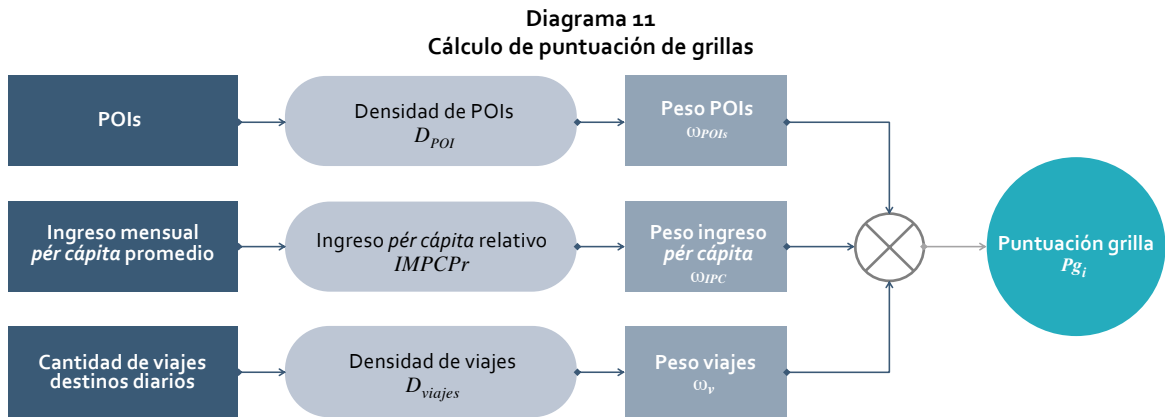 Diagrama 11
Cálculo de puntuación de grillas
POIs
Densidad de POIs
D_POI
Peso POIs
ω_POIs
Ingreso mensual
pér cápita promedio
Ingreso pér cápita relativo
IMPCPr
Peso ingreso
pér cápita
ω_IPC
Puntuación grilla
Pg_i
Cantidad de viajes
destinos diarios
Densidad de viajes
D_viajes
Peso viajes
ω_v